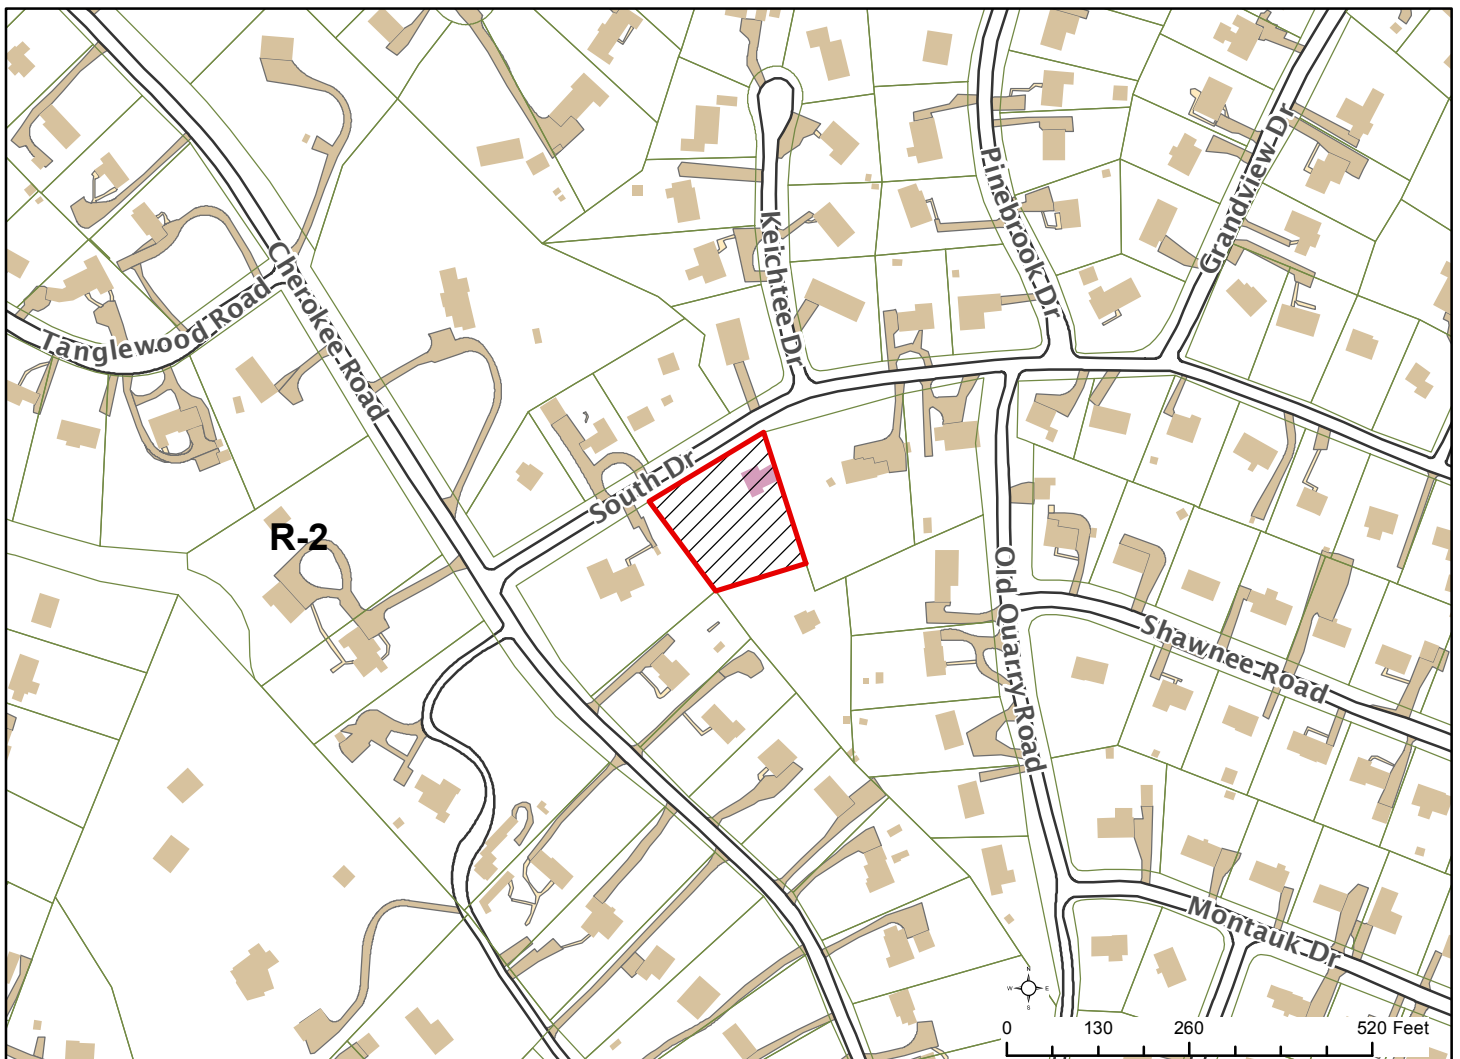 Pinebrook Dr
Grandview Dr
Keichtee Dr
Cherokee Road
Tanglewood Road
South Dr
R-2
Old Quarry Road
Shawnee Road
Montauk Dr
N
W E
S
0 130 260 520 Feet